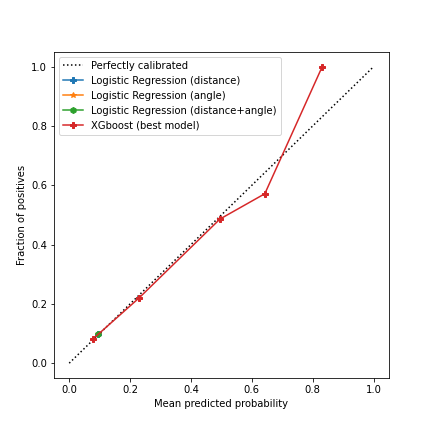 Perfectly calibrated
Logistic Regression (distance)
Logistic Regression (angle)
Logistic Regression (distance+angle)
XGboost (best model)
1.0
0.8
0.6
0.4
0.2
0.0
Fraction of positives
0.0 0.2 0.4 0.6 0.8 1.0
Mean predicted probability